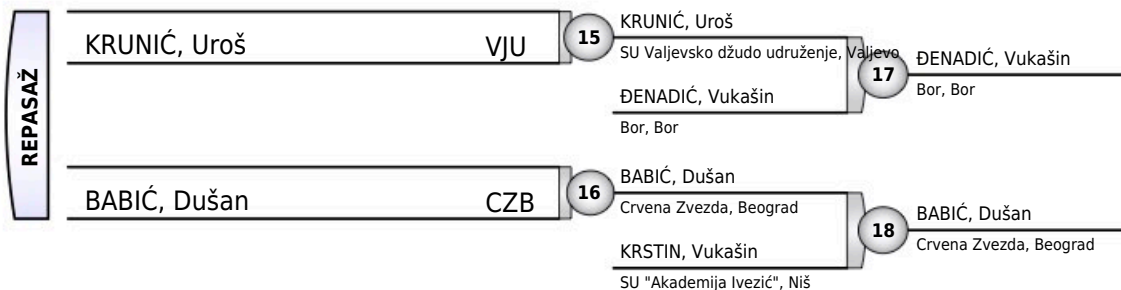 REPASAŽ
KRUNIĆ, Uroš VJU
15
KRUNIĆ, Uroš
SU Valjevsko džudo udruženje, Valjevo
ĐENADIĆ, Vukašin
Bor, Bor
17
ĐENADIĆ, Vukašin
Bor, Bor
BABIĆ, Dušan CZB
16
BABIĆ, Dušan
Crvena Zvezda, Beograd
KRSTIN, Vukašin
SU "Akademija Ivezić", Niš
18
BABIĆ, Dušan
Crvena Zvezda, Beograd